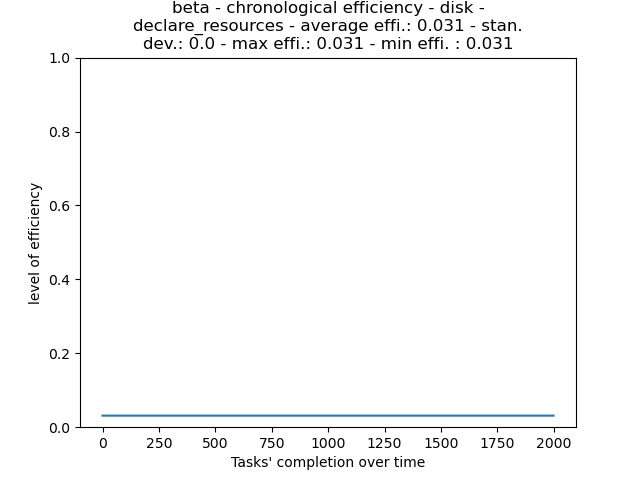 beta - chronological efficiency - disk -
declare_resources - average effi.: 0.031 - stan.
dev.: 0.0 - max effi.: 0.031 - min effi. : 0.031
1.0
0.8
0.6
0.4
0.2
0.0
level of efficiency
0 250 500 750 1000 1250 1500 1750 2000
Tasks' completion over time